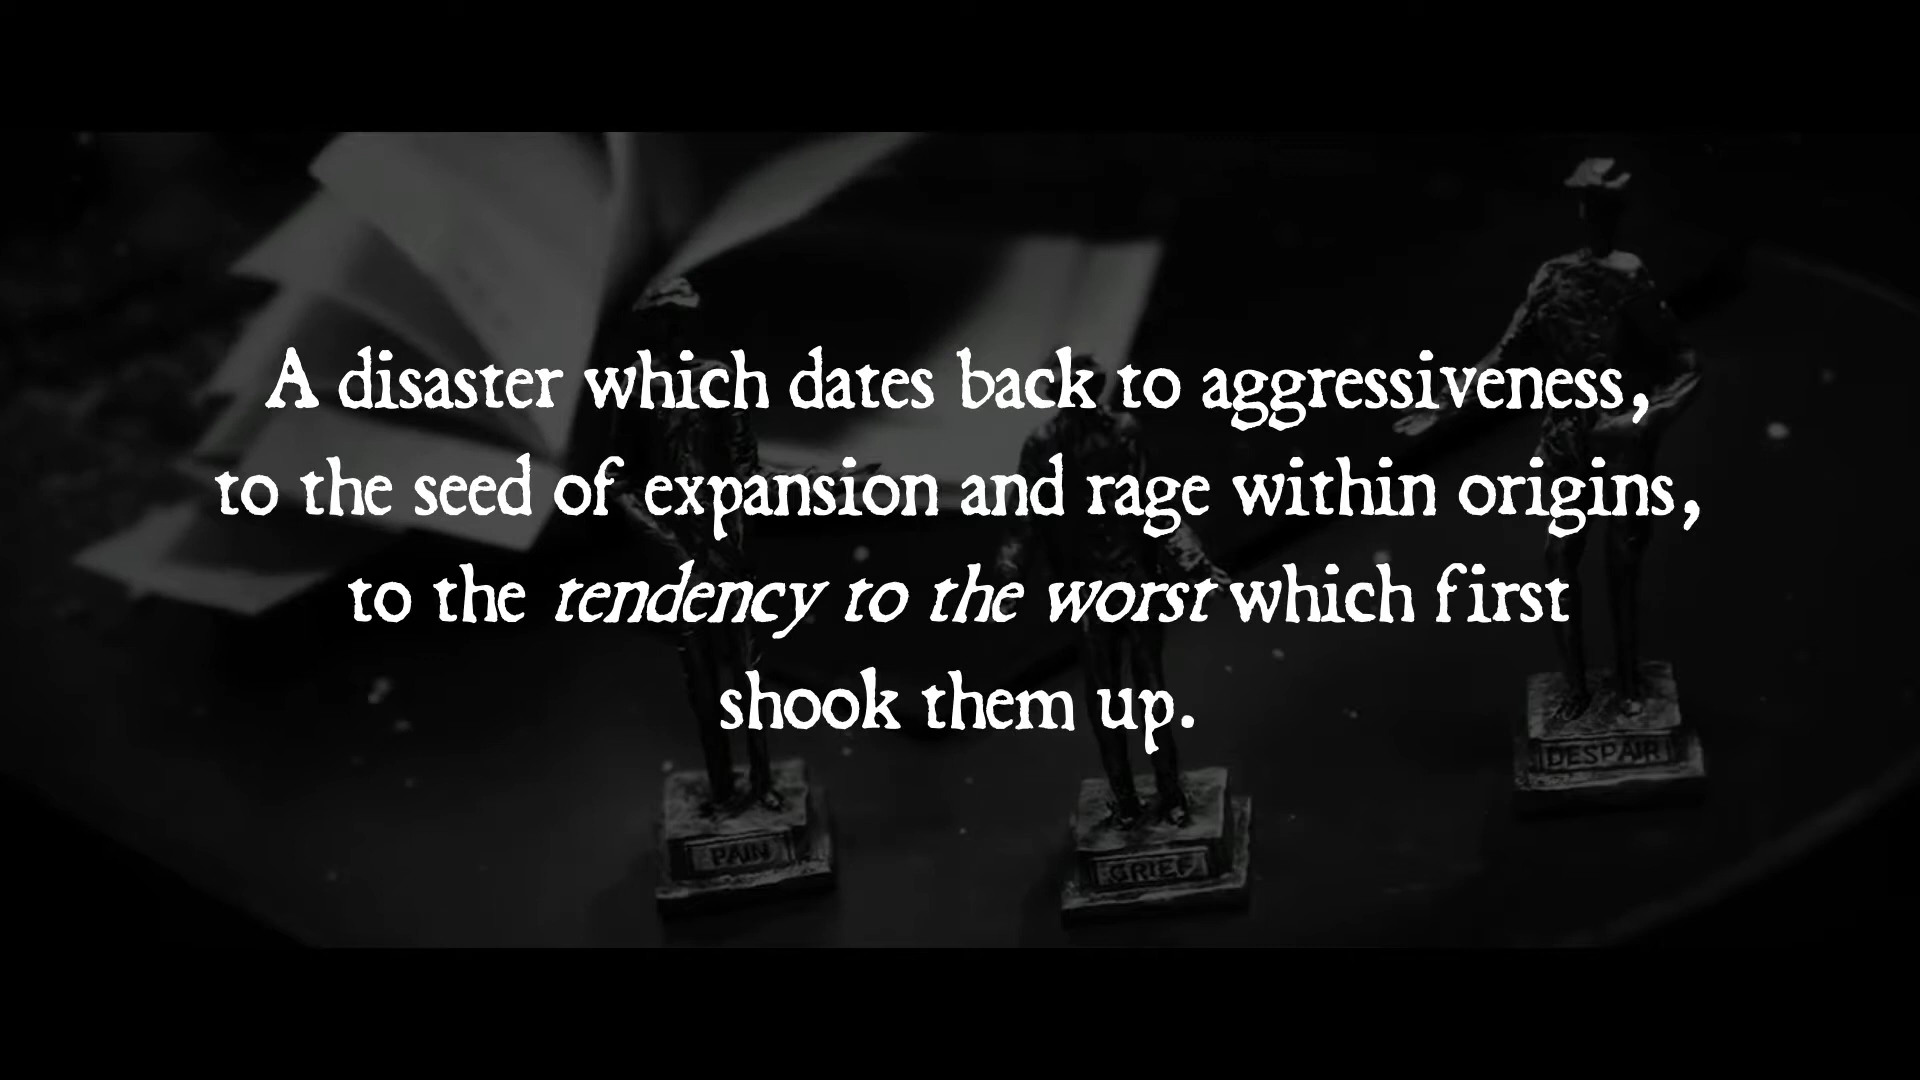 A disaster which dates back to aggressiveness,
to the seed of expansion and rage within origins,
to the tendency to the worst which first
shook them up.
DESPAIR
PAIN
GRIEF